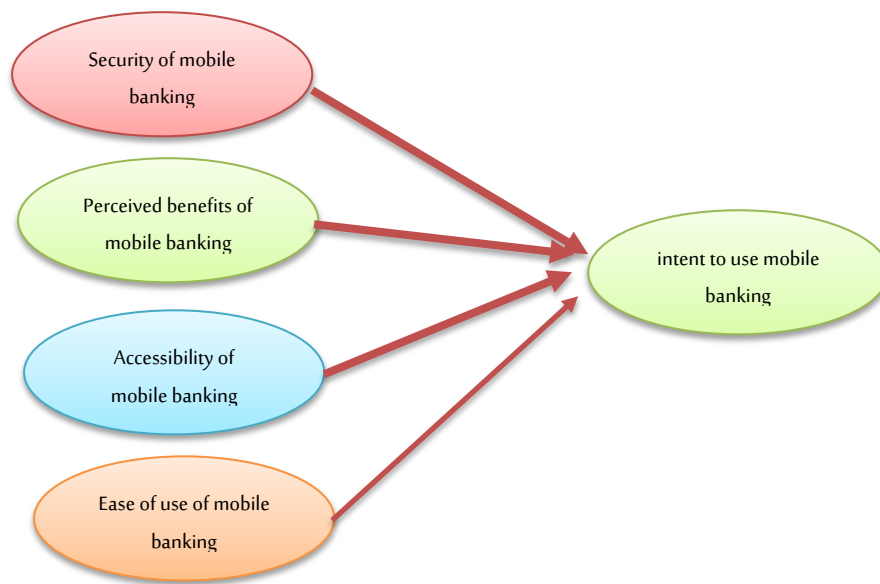 Security of mobile
banking
Perceived benefits of
mobile banking
intent to use mobile
banking
Accessibility of
mobile banking
Ease of use of mobile
banking